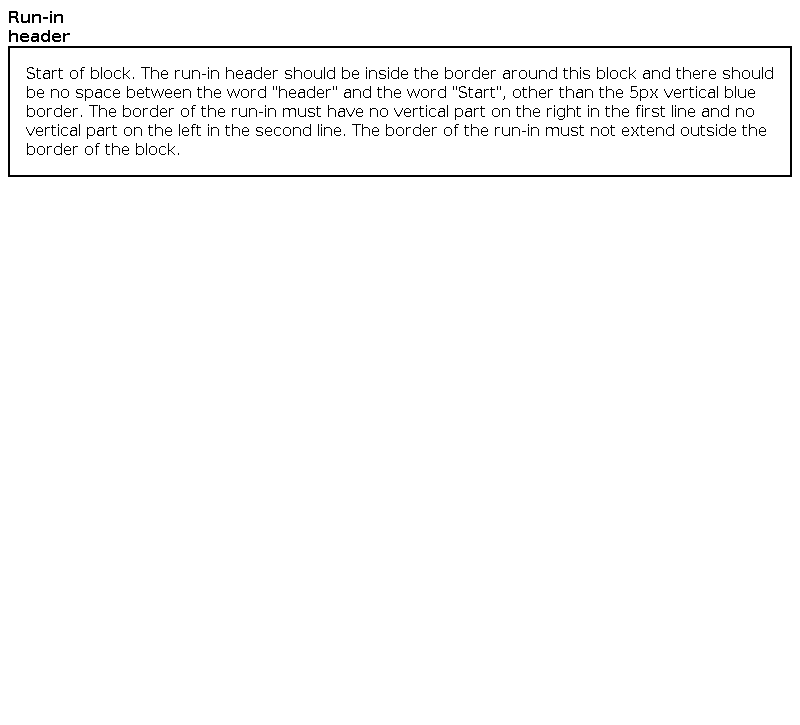 Run-in
header
Start of block. The run-in header should be inside the border around this block and there should
be no space between the word "header" and the word "Start", other than the 5px vertical blue
border. The border of the run-in must have no vertical part on the right in the first line and no
vertical part on the left in the second line. The border of the run-in must not extend outside the
border of the block.